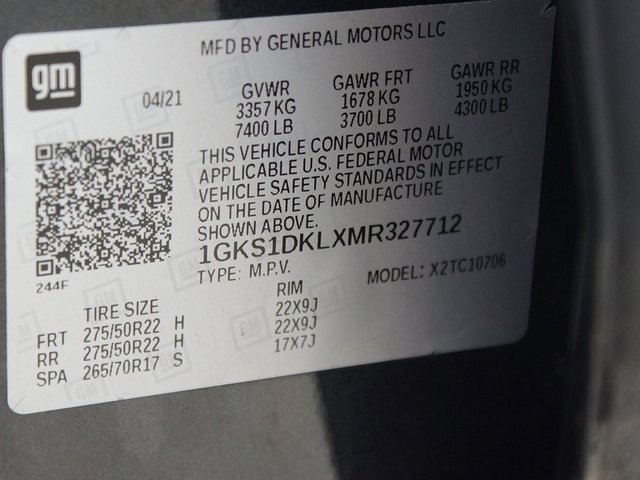 gm
MFD BY GENERAL MOTORS LLC
04/21
GVWR GAWR FRT GAWR RR
3357 KG 1678 KG 1950 KG
7400 LB 3700 LB 4300 LB
THIS VEHICLE CONFORMS TO ALL
APPLICABLE U.S. FEDERAL MOTOR
VEHICLE SAFETY STANDARDS IN EFFECT
ON THE DATE OF MANUFACTURE
SHOWN ABOVE.
1GKS1DKLXMR327712
TYPE: M.P.V. MODEL: X2TC10706
244F
TIRE SIZE RIM
FRT 275/50R22 H 22X9J
RR 275/50R22 H 22X9J
SPA 265/70R17 S 17X7J